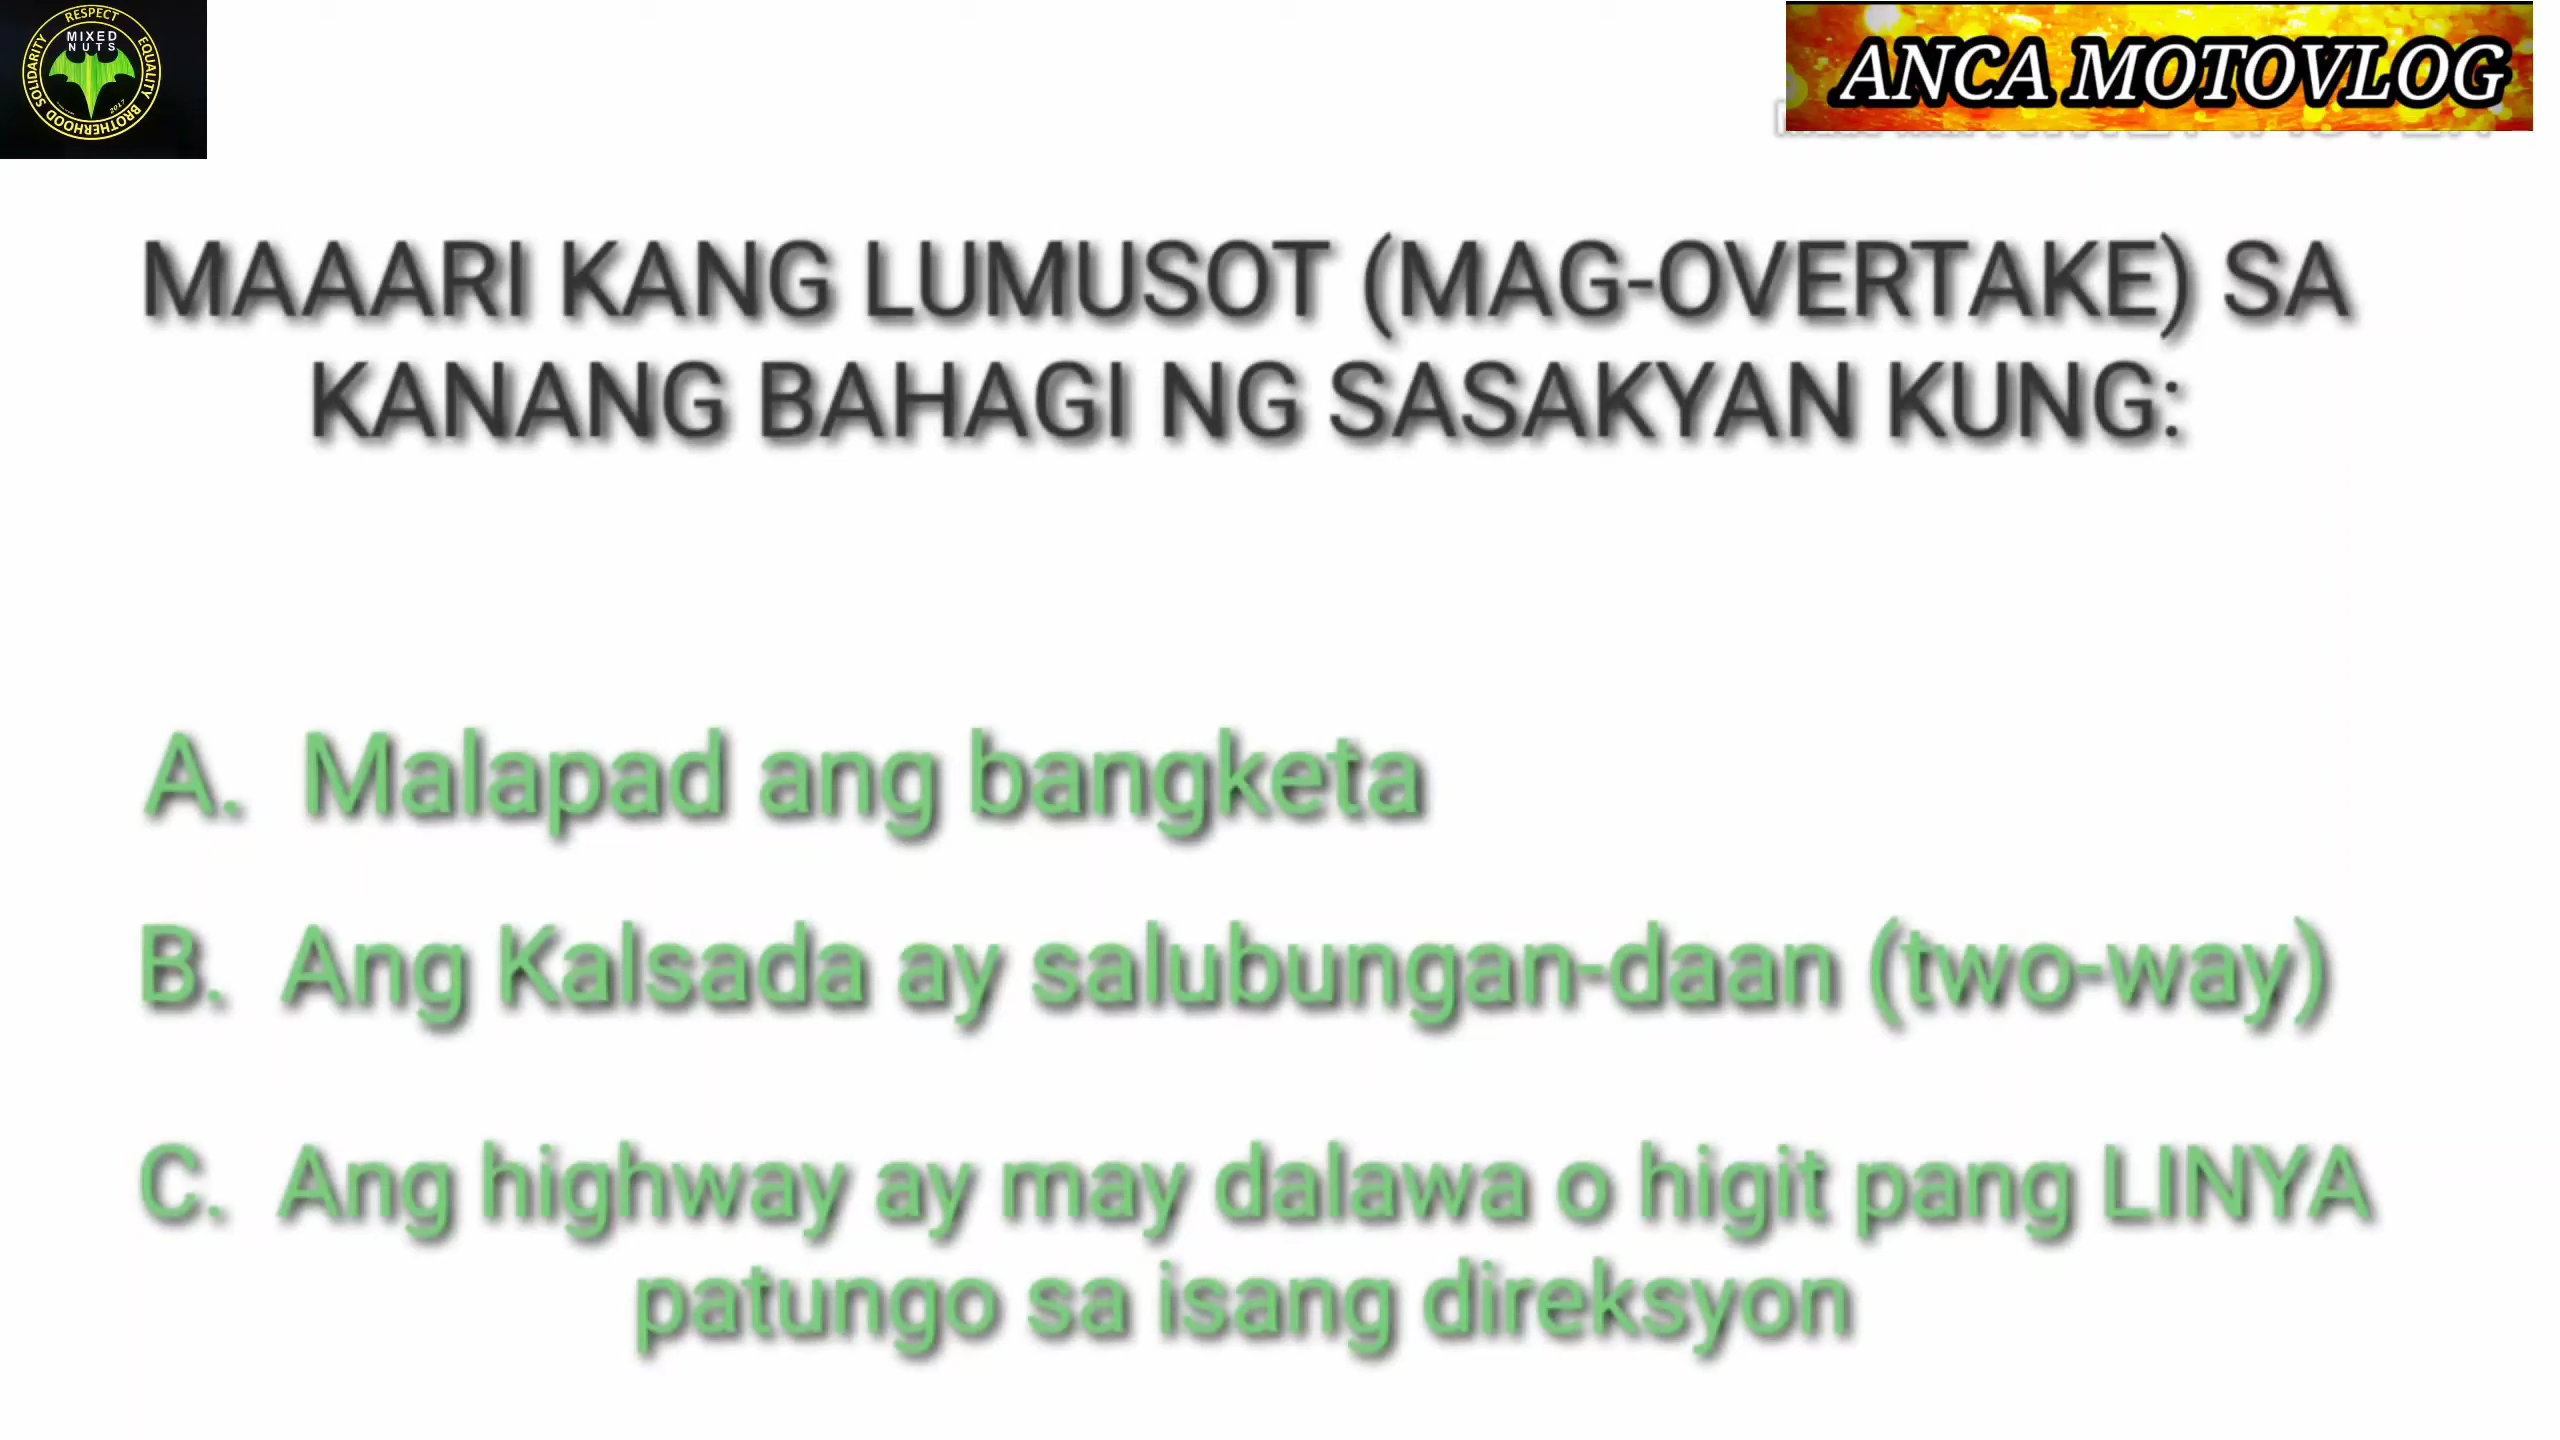 RESPECT
EQUALITY
BROTHERHOOD
SOLIDARITY
MIXED
NUTS
2017
ANCA MOTOVLOG
MAAARI KANG LUMUSOT (MAG-OVERTAKE) SA
KANANG BAHAGI NG SASAKYAN KUNG:
A. Malapad ang bangketa
B. Ang Kalsada ay salubungan-daan (two-way)
C. Ang highway ay may dalawa o higit pang LINYA
patungo sa isang direksyon